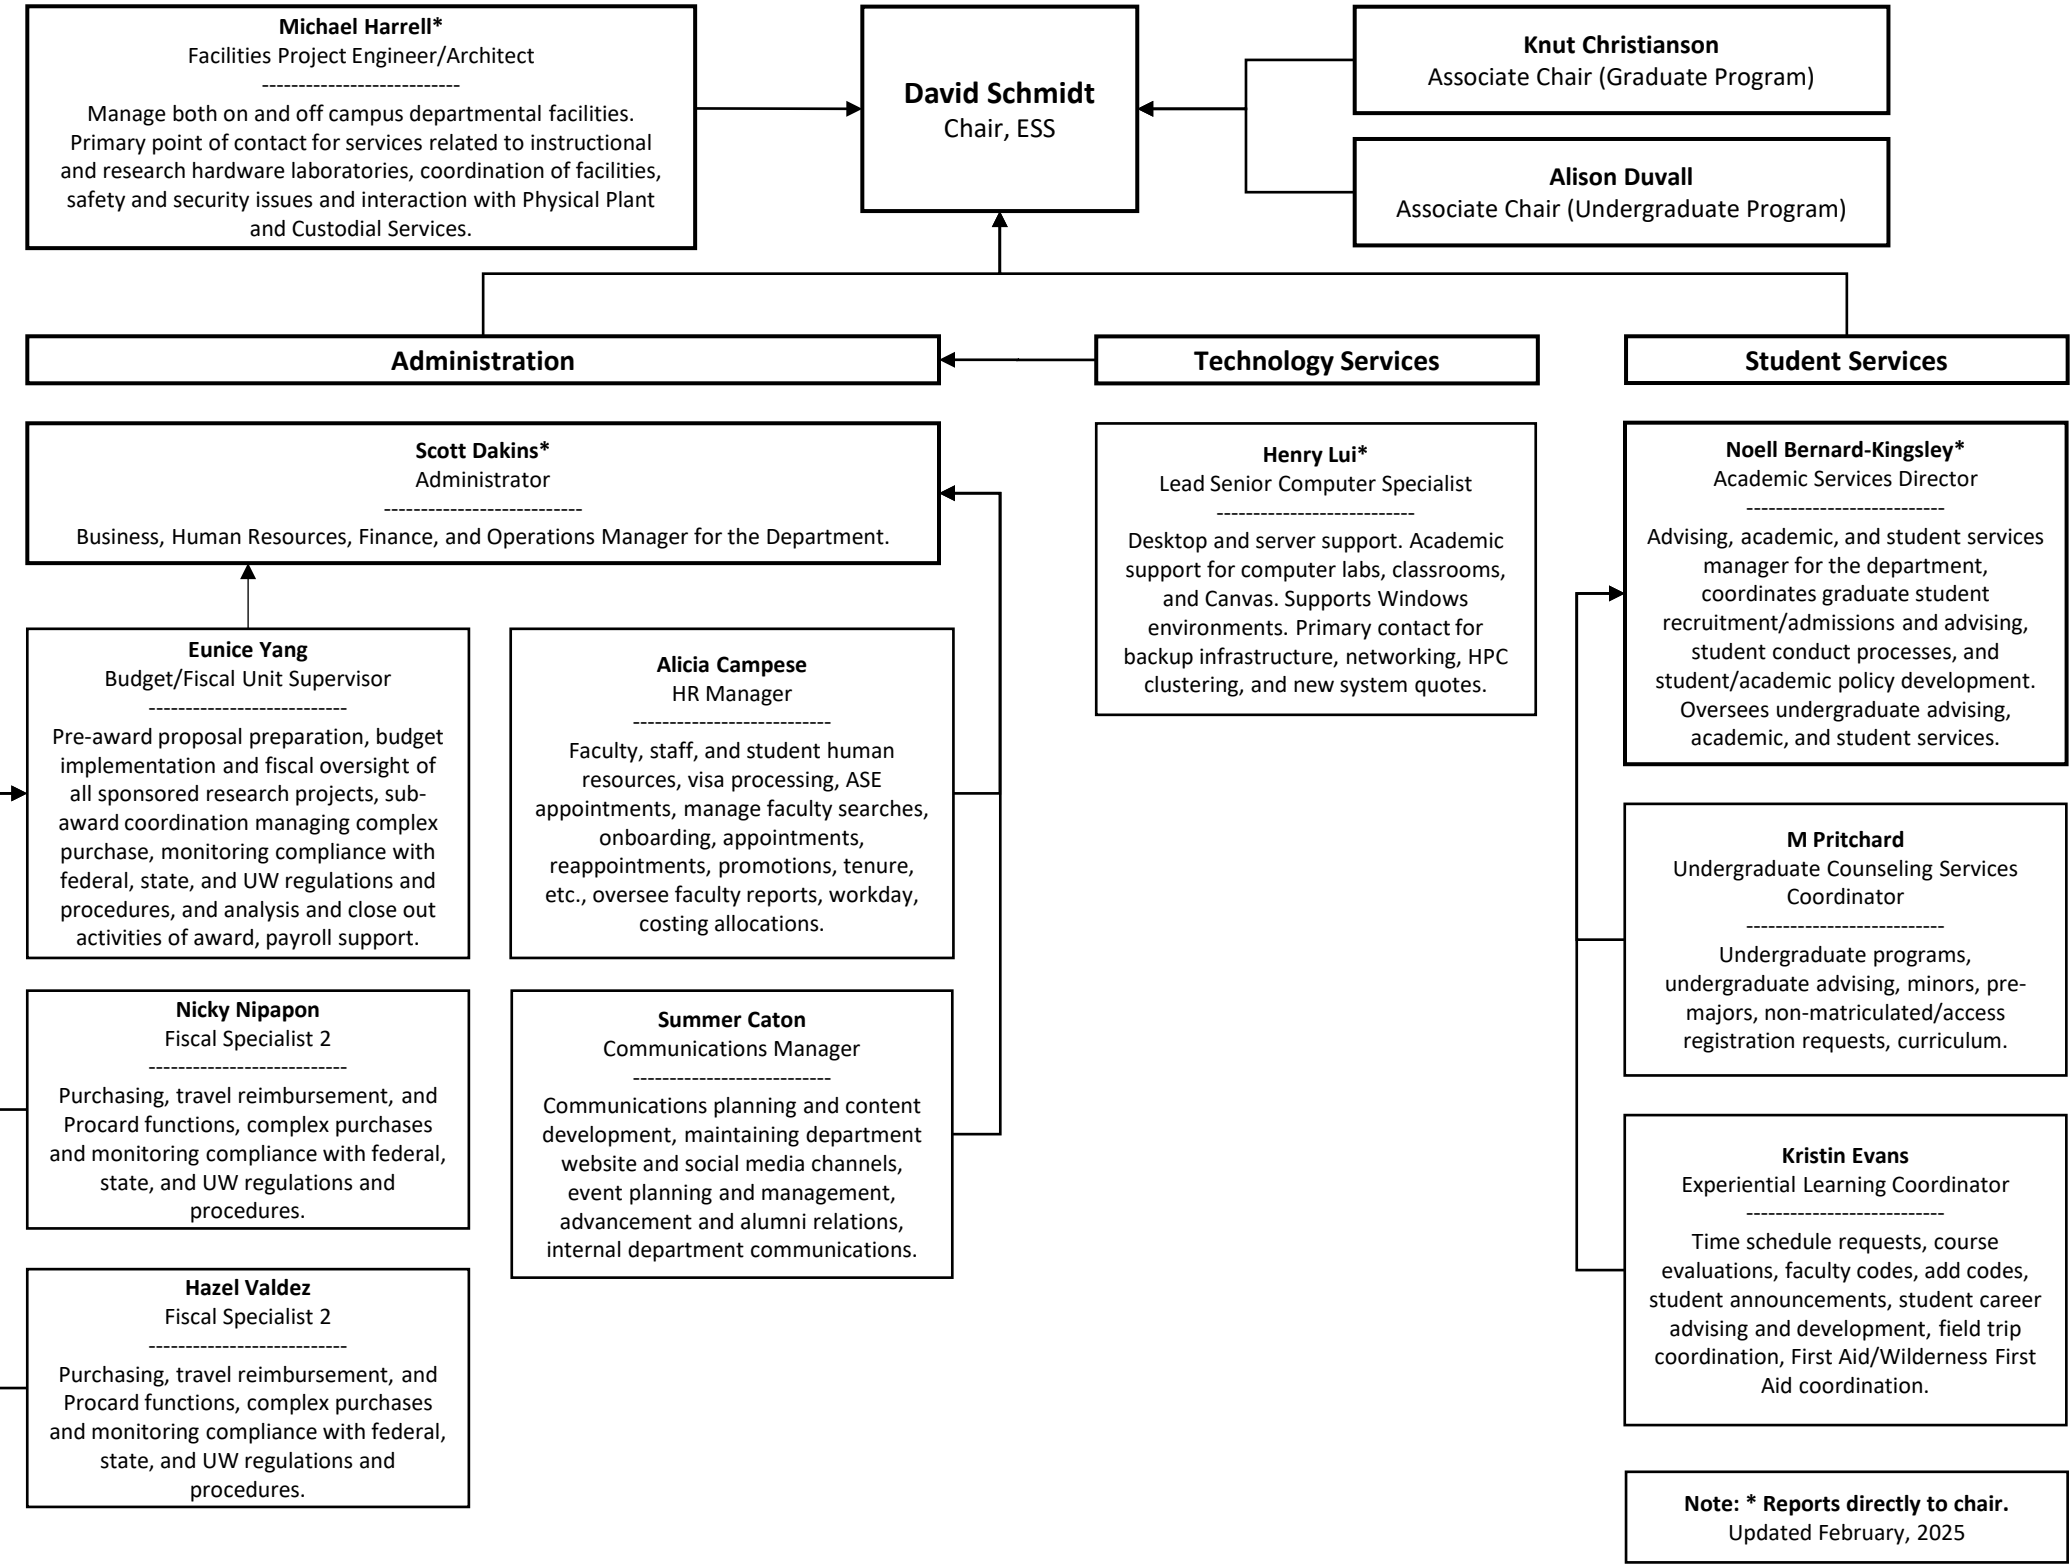 Michael Harrell*
Facilities Project Engineer/Architect
---------------------------
Manage both on and off campus departmental facilities.
Primary point of contact for services related to instructional
and research hardware laboratories, coordination of facilities,
safety and security issues and interaction with Physical Plant
and Custodial Services.
David Schmidt
Chair, ESS
Knut Christianson
Associate Chair (Graduate Program)
Alison Duvall
Associate Chair (Undergraduate Program)
Administration
Technology Services
Student Services
Scott Dakins*
Administrator
---------------------------
Business, Human Resources, Finance, and Operations Manager for the Department.
Eunice Yang
Budget/Fiscal Unit Supervisor
---------------------------
Pre-award proposal preparation, budget
implementation and fiscal oversight of
all sponsored research projects, sub-
award coordination managing complex
purchase, monitoring compliance with
federal, state, and UW regulations and
procedures, and analysis and close out
activities of award, payroll support.
Nicky Nipapon
Fiscal Specialist 2
---------------------------
Purchasing, travel reimbursement, and
Procard functions, complex purchases
and monitoring compliance with federal,
state, and UW regulations and
procedures.
Hazel Valdez
Fiscal Specialist 2
---------------------------
Purchasing, travel reimbursement, and
Procard functions, complex purchases
and monitoring compliance with federal,
state, and UW regulations and
procedures.
Alicia Campese
HR Manager
---------------------------
Faculty, staff, and student human
resources, visa processing, ASE
appointments, manage faculty searches,
onboarding, appointments,
reappointments, promotions, tenure,
etc., oversee faculty reports, workday,
costing allocations.
Summer Caton
Communications Manager
---------------------------
Communications planning and content
development, maintaining department
website and social media channels,
event planning and management,
advancement and alumni relations,
internal department communications.
Henry Lui*
Lead Senior Computer Specialist
---------------------------
Desktop and server support. Academic
support for computer labs, classrooms,
and Canvas. Supports Windows
environments. Primary contact for
backup infrastructure, networking, HPC
clustering, and new system quotes.
Noell Bernard-Kingsley*
Academic Services Director
---------------------------
Advising, academic, and student services
manager for the department,
coordinates graduate student
recruitment/admissions and advising,
student conduct processes, and
student/academic policy development.
Oversees undergraduate advising,
academic, and student services.
M Pritchard
Undergraduate Counseling Services
Coordinator
---------------------------
Undergraduate programs,
undergraduate advising, minors, pre-
majors, non-matriculated/access
registration requests, curriculum.
Kristin Evans
Experiential Learning Coordinator
---------------------------
Time schedule requests, course
evaluations, faculty codes, add codes,
student announcements, student career
advising and development, field trip
coordination, First Aid/Wilderness First
Aid coordination.
Note: * Reports directly to chair.
Updated February, 2025